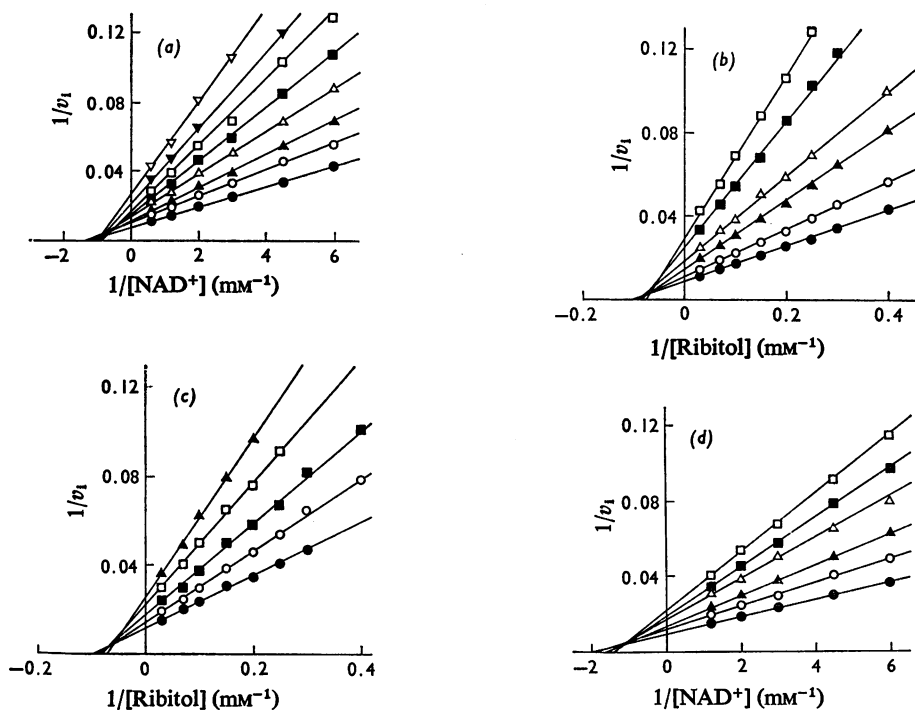 (a)
0.12
0.08
0.04
1/v₁
−2 0 2 4 6
1/[NAD⁺] (mM⁻¹)
(b)
0.12
0.08
0.04
1/v₁
−0.2 0 0.2 0.4
1/[Ribitol] (mM⁻¹)
(c)
0.12
0.08
0.04
1/v₁
−0.2 0 0.2 0.4
1/[Ribitol] (mM⁻¹)
(d)
0.12
0.08
0.04
1/v₁
−2 0 2 4 6
1/[NAD⁺] (mM⁻¹)